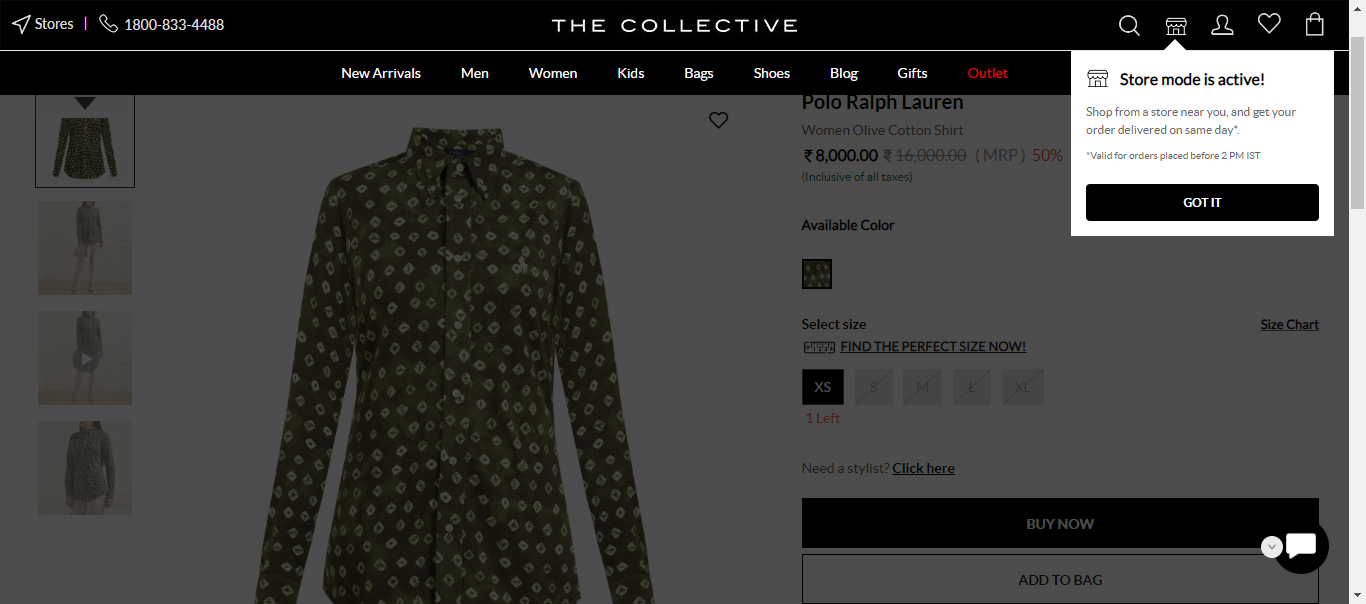 Stores | 1800-833-4488
THE COLLECTIVE
New Arrivals Men Women Kids Bags Shoes Blog Gifts Outlet
Store mode is active!
Shop from a store near you, and get your
order delivered on same day*.
*Valid for orders placed before 2 PM IST
GOT IT
Polo Ralph Lauren
Women Olive Cotton Shirt
₹8,000.00 ₹16,000.00 ( MRP ) 50%
(Inclusive of all taxes)
Available Color
Select size Size Chart
FIND THE PERFECT SIZE NOW!
XS S M L XL
1 Left
Need a stylist? Click here
BUY NOW
ADD TO BAG